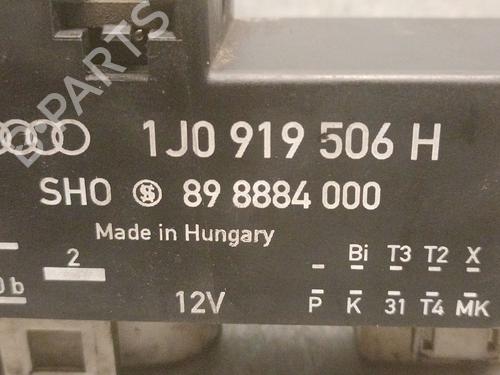 1J0 919 506 H
SHO 89 8884 000
Made in Hungary
2
Bi T3 T2 X
0 b 12V P K 31 T4 MK
B-PARTS